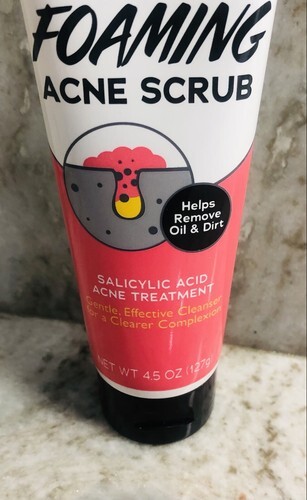 FOAMING
ACNE SCRUB
Helps
Remove
Oil & Dirt
SALICYLIC ACID
ACNE TREATMENT
Gentle, Effective Cleanser
for a Clearer Complexion
NET WT 4.5 OZ (127g